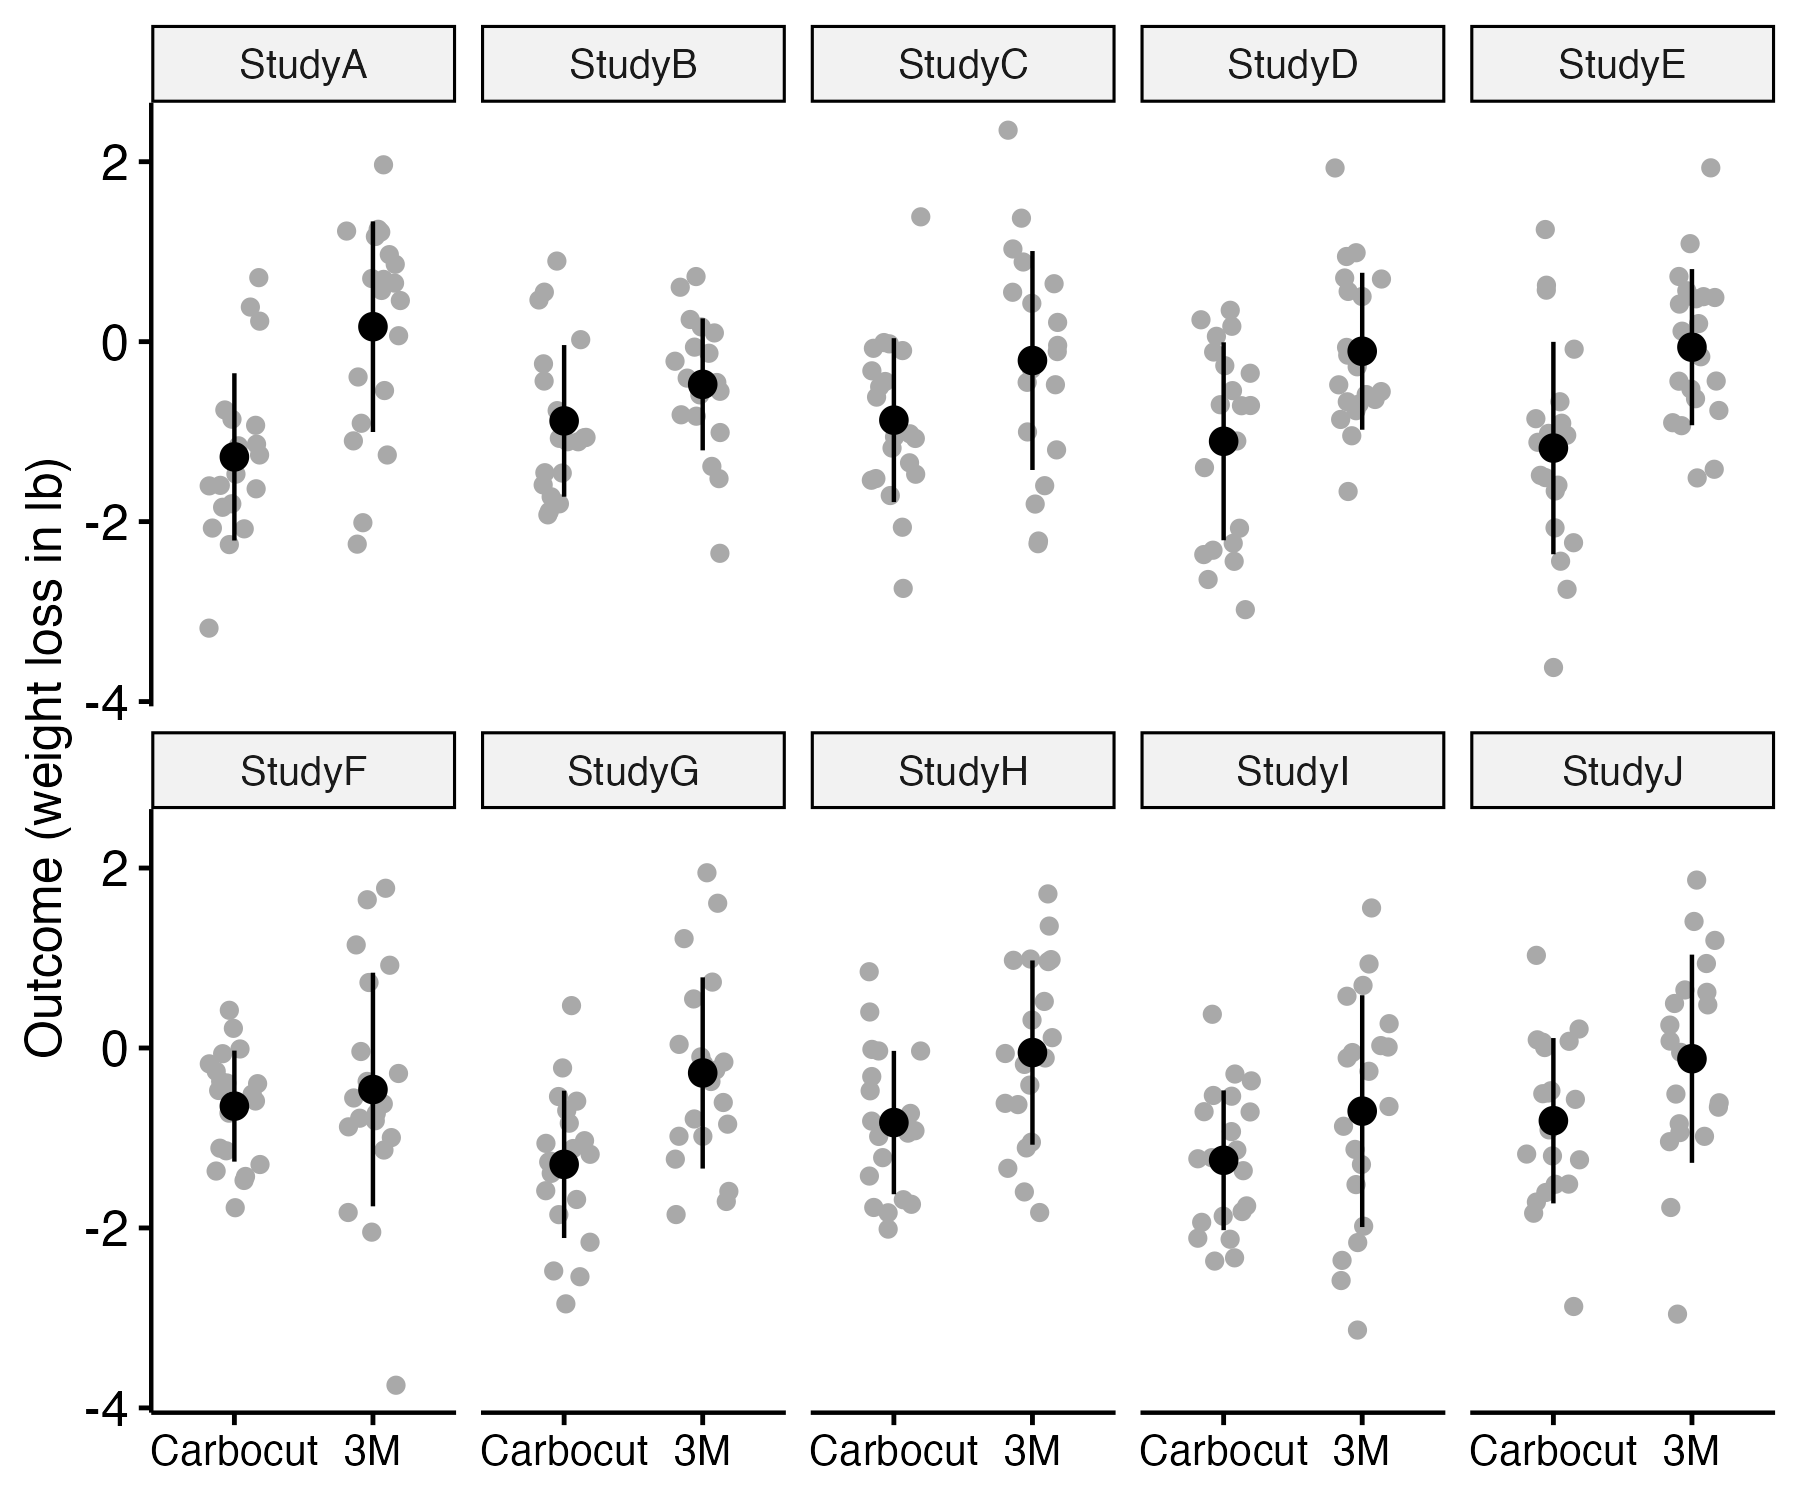 StudyA StudyB StudyC StudyD StudyE
2
0
-2
-4
Outcome (weight loss in lb)
StudyF StudyG StudyH StudyI StudyJ
2
0
-2
-4
Carbocut 3M Carbocut 3M Carbocut 3M Carbocut 3M Carbocut 3M